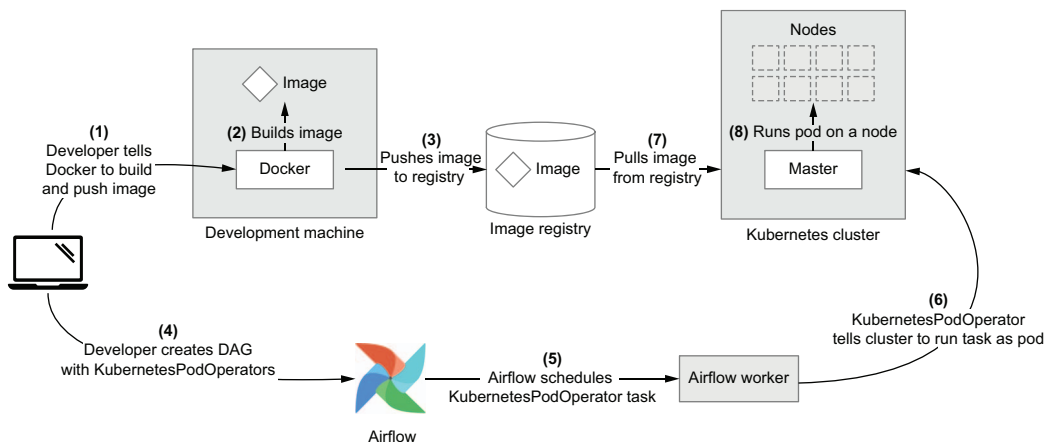 (1)
Developer tells
Docker to build
and push image
Image
(2) Builds image
Docker
Development machine
(3)
Pushes image
to registry
Image
Image registry
(7)
Pulls image
from registry
Nodes
(8) Runs pod on a node
Master
Kubernetes cluster
(4)
Developer creates DAG
with KubernetesPodOperators
Airflow
(5)
Airflow schedules
KubernetesPodOperator task
Airflow worker
(6)
KubernetesPodOperator
tells cluster to run task as pod